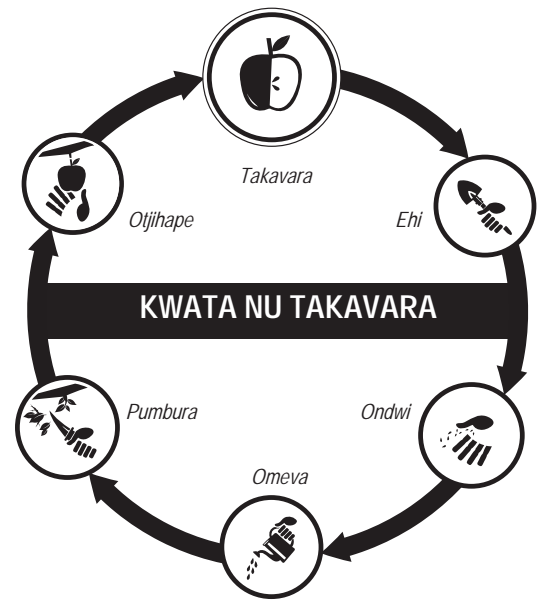 Takavara
Otjihape
Ehi
KWATA NU TAKAVARA
Pumbura
Ondwi
Omeva